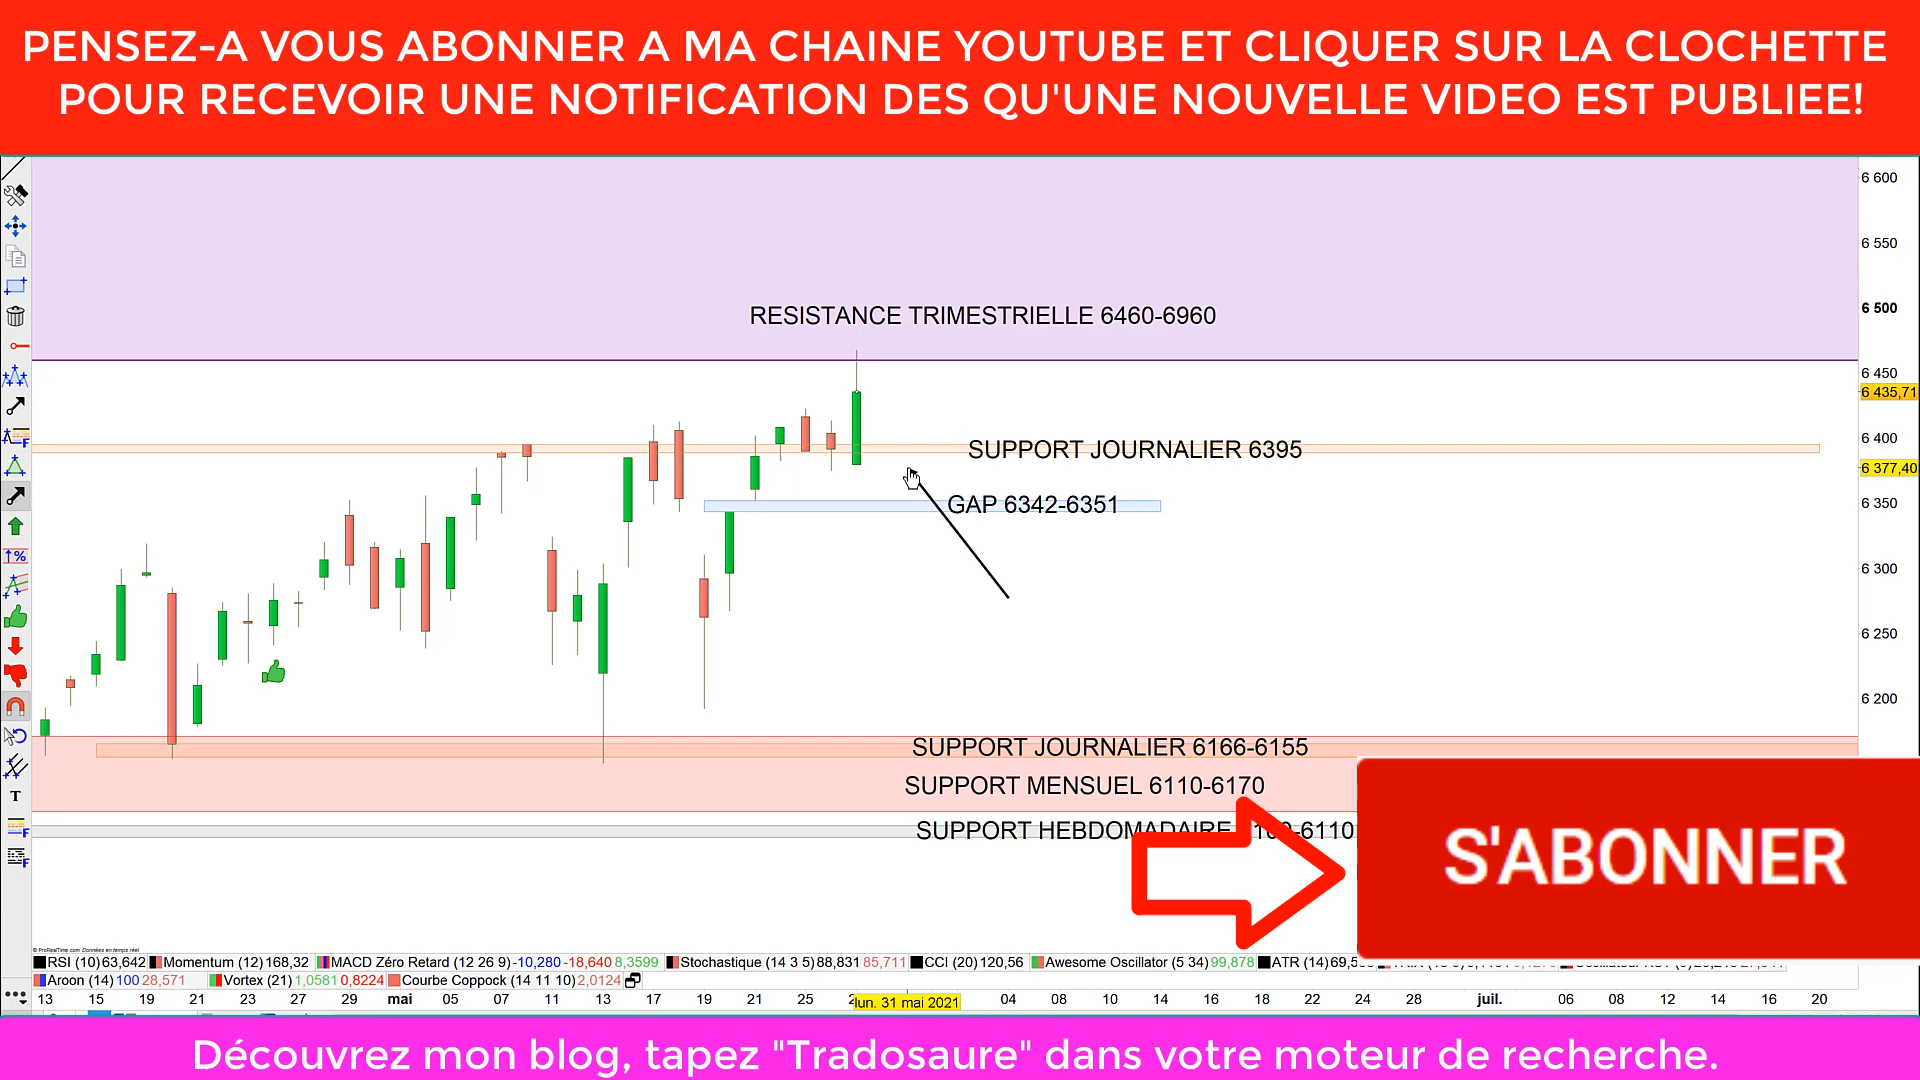 PENSEZ-A VOUS ABONNER A MA CHAINE YOUTUBE ET CLIQUER SUR LA CLOCHETTE
POUR RECEVOIR UNE NOTIFICATION DES QU'UNE NOUVELLE VIDEO EST PUBLIEE!
6 600
6 550
RESISTANCE TRIMESTRIELLE 6460-6960
6 500
6 450
6 435,71
6 400
SUPPORT JOURNALIER 6395
6 377,40
GAP 6342-6351
6 350
6 300
6 250
6 200
SUPPORT JOURNALIER 6166-6155
SUPPORT MENSUEL 6110-6170
SUPPORT HEBDOMADAIRE
S'ABONNER
T
© ProRealTime.com Données en temps réel
RSI (10) 63,642 Momentum (12) 168,32 MACD Zéro Retard (12 26 9) -10,280 -18,640 8,3599 Stochastique (14 3 5) 88,831 85,711 CCI (20) 120,56 Awesome Oscillator (5 34) 99,878 ATR (14)
Aroon (14) 100 28,571 Vortex (21) 1,0581 0,8224 Courbe Coppock (14 11 10) 2,0124
13 15 19 21 23 27 29 mai 05 07 11 13 17 19 21 25 lun. 31 mai 2021 04 08 10 14 16 18 22 24 28 juil. 06 08 12 14 16 20
Découvrez mon blog, tapez "Tradosaure" dans votre moteur de recherche.